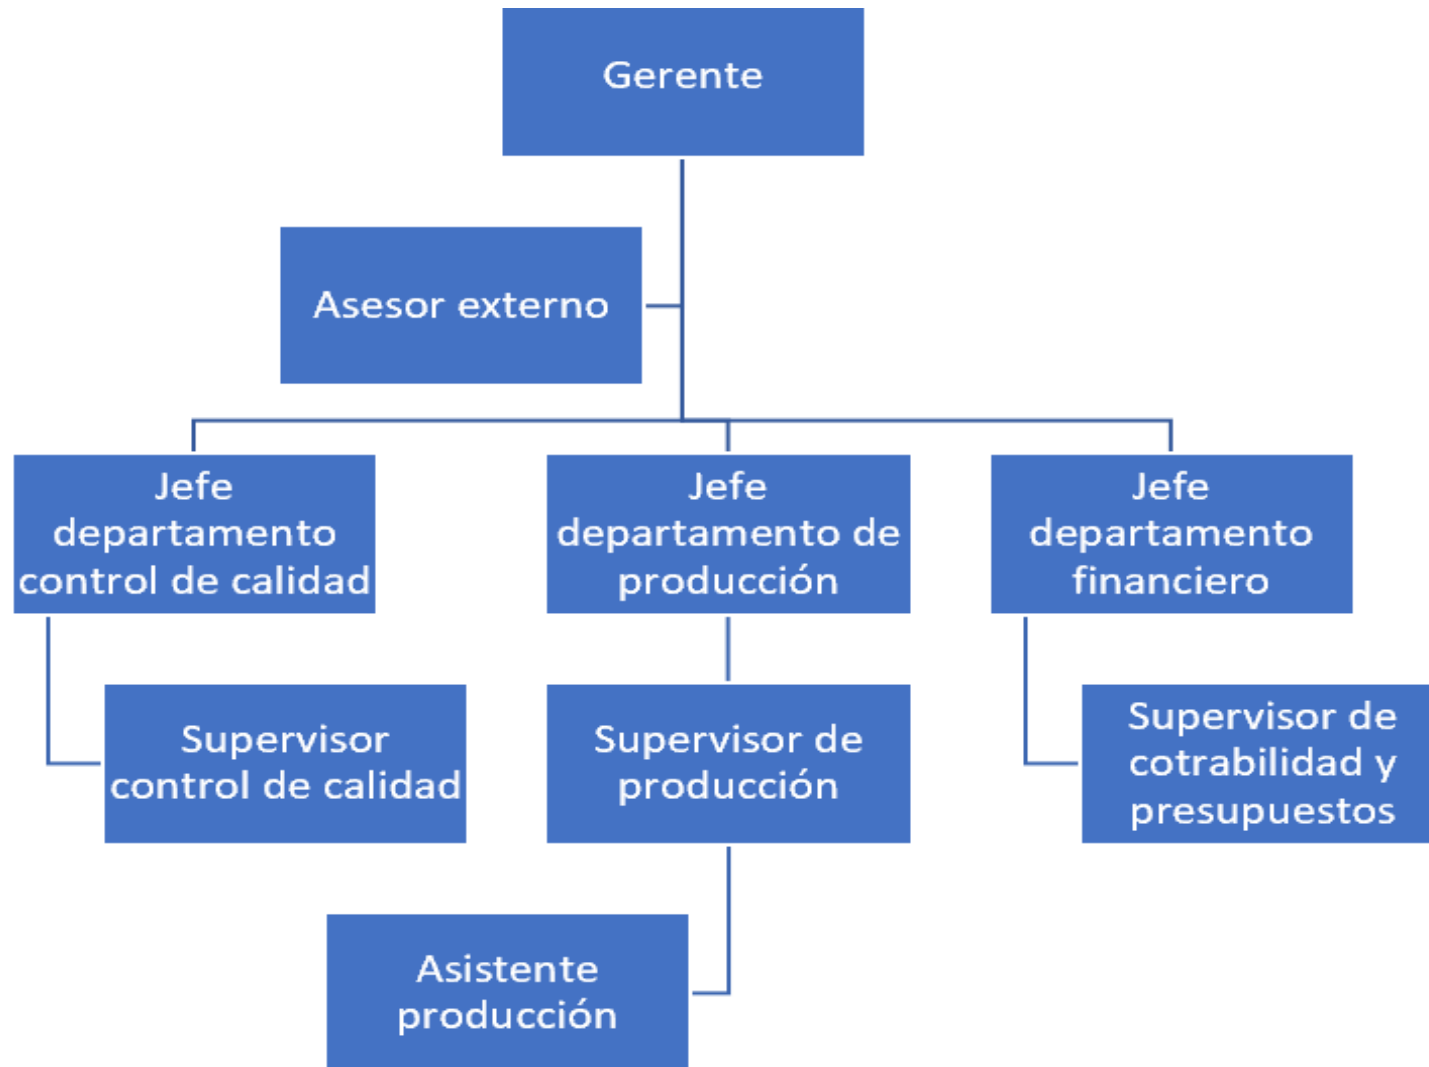 Gerente
Asesor externo
Jefe
departamento
control de calidad
Jefe
departamento de
producción
Jefe
departamento
financiero
Supervisor
control de calidad
Supervisor de
producción
Supervisor de
cotrabilidad y
presupuestos
Asistente
producción